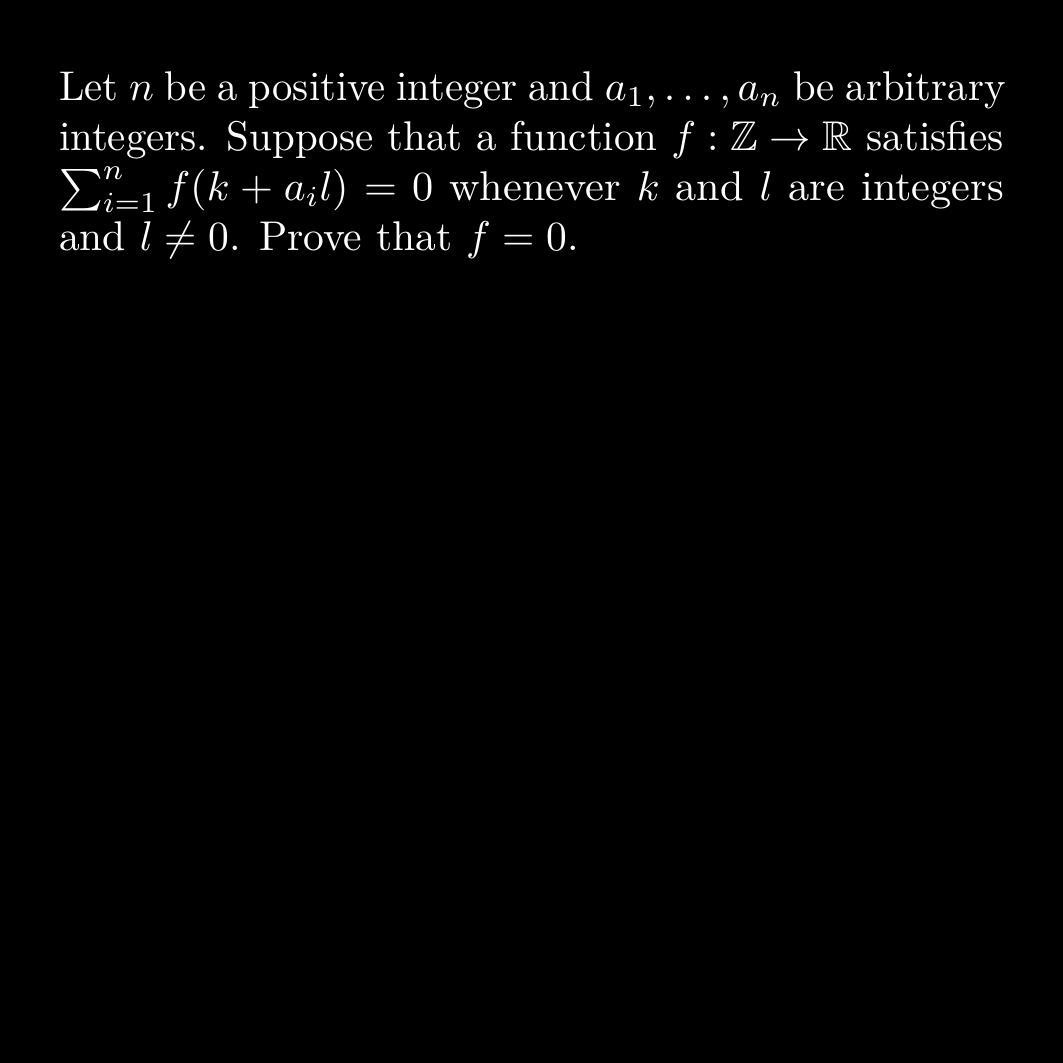 Let $n$ be a positive integer and $a_1, \ldots, a_n$ be arbitrary
integers. Suppose that a function $f : \mathbb{Z} \to \mathbb{R}$ satisfies
$\sum_{i=1}^{n} f(k + a_i l) = 0$ whenever $k$ and $l$ are integers
and $l \neq 0$. Prove that $f = 0$.